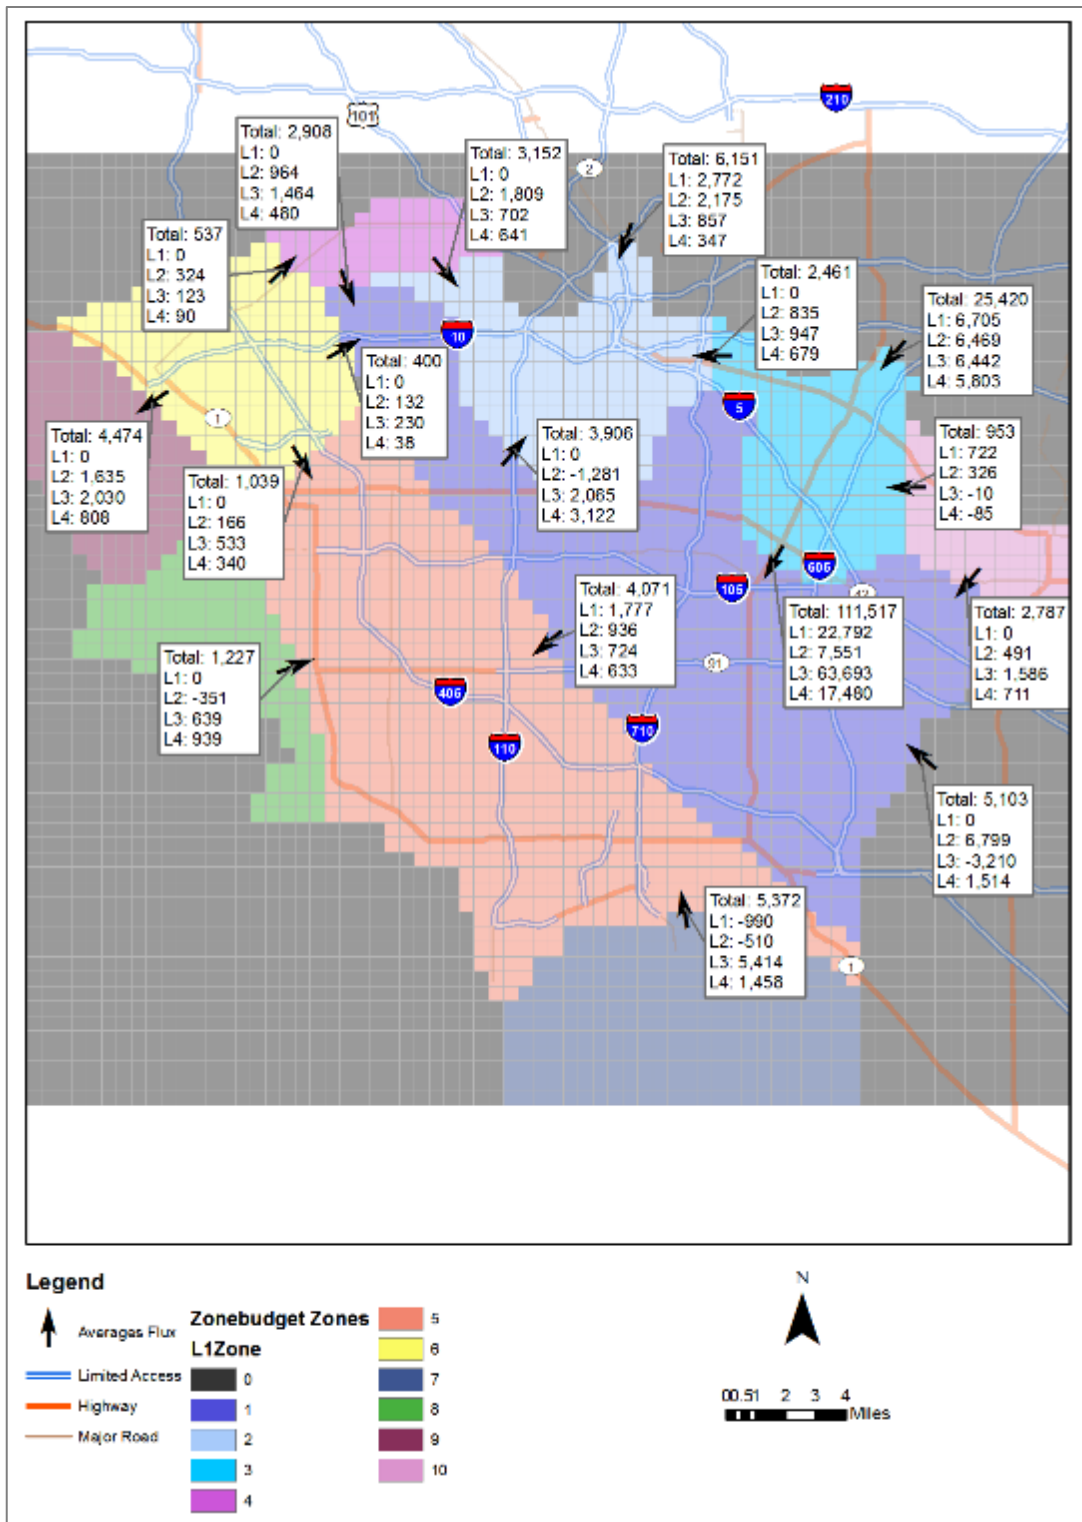 210
101
Total: 2,908
L1: 0
L2: 964
L3: 1,464
L4: 480
Total: 3,152
L1: 0
L2: 1,809
L3: 702
L4: 641
2
Total: 6,151
L1: 2,772
L2: 2,175
L3: 857
L4: 347
Total: 537
L1: 0
L2: 324
L3: 123
L4: 90
Total: 2,461
L1: 0
L2: 835
L3: 947
L4: 679
Total: 25,420
L1: 6,705
L2: 6,469
L3: 6,442
L4: 5,803
10
Total: 400
L1: 0
L2: 132
L3: 230
L4: 38
1
5
Total: 4,474
L1: 0
L2: 1,635
L3: 2,030
L4: 808
Total: 3,906
L1: 0
L2: -1,281
L3: 2,065
L4: 3,122
Total: 953
L1: 722
L2: 326
L3: -10
L4: -85
Total: 1,039
L1: 0
L2: 166
L3: 533
L4: 340
605
105
42
Total: 4,071
L1: 1,777
L2: 936
L3: 724
L4: 633
Total: 111,517
L1: 22,792
L2: 7,551
L3: 63,693
L4: 17,480
Total: 2,787
L1: 0
L2: 491
L3: 1,586
L4: 711
Total: 1,227
L1: 0
L2: -351
L3: 639
L4: 939
91
405
710
110
Total: 5,103
L1: 0
L2: 6,799
L3: -3,210
L4: 1,514
Total: 5,372
L1: -990
L2: -510
L3: 5,414
L4: 1,458
1
Legend
Averages Flux
Limited Access
Highway
Major Road
Zonebudget Zones
L1Zone
0
1
2
3
4
5
6
7
8
9
10
N
0 0.5 1 2 3 4
Miles